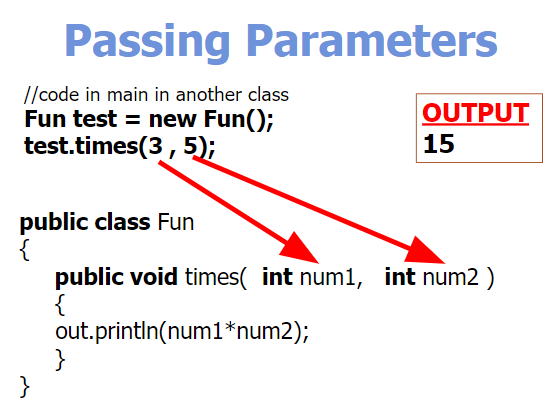 Passing Parameters
//code in main in another class
Fun test = new Fun();
test.times(3 , 5);
OUTPUT
15
public class Fun
{
public void times( int num1, int num2 )
{
out.println(num1*num2);
}
}